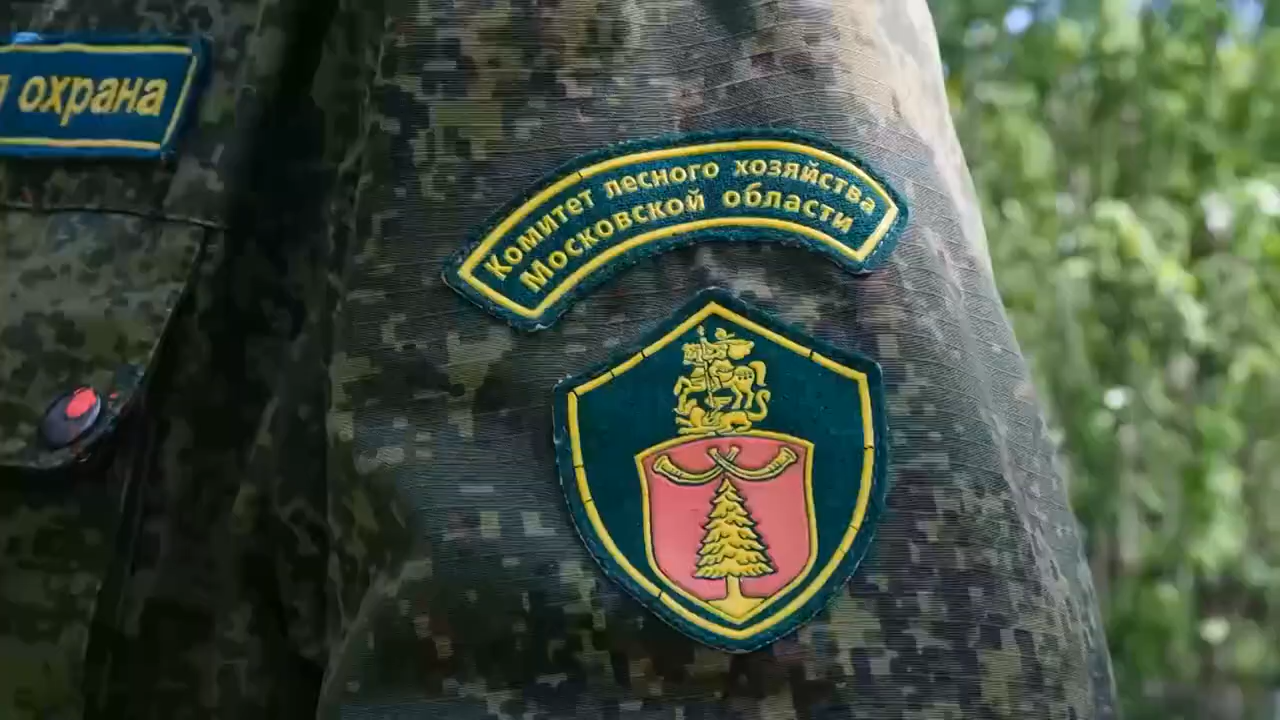 охрана
Комитет лесного хозяйства
Московской области